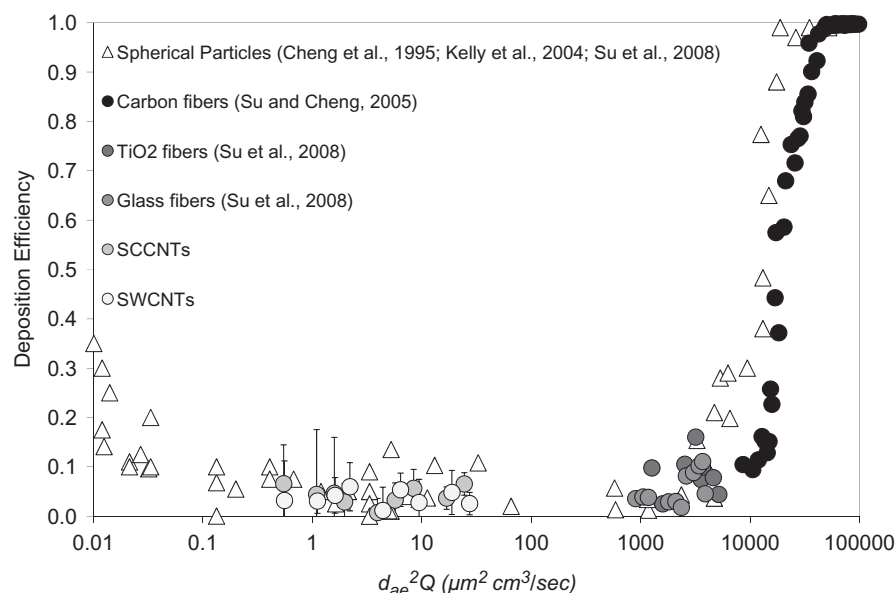 1.0
0.9
0.8
0.7
0.6
0.5
0.4
0.3
0.2
0.1
0.0
Deposition Efficiency
Spherical Particles (Cheng et al., 1995; Kelly et al., 2004; Su et al., 2008)
Carbon fibers (Su and Cheng, 2005)
TiO2 fibers (Su et al., 2008)
Glass fibers (Su et al., 2008)
SCCNTs
SWCNTs
0.01 0.1 1 10 100 1000 10000 100000
dae²Q (µm² cm³/sec)